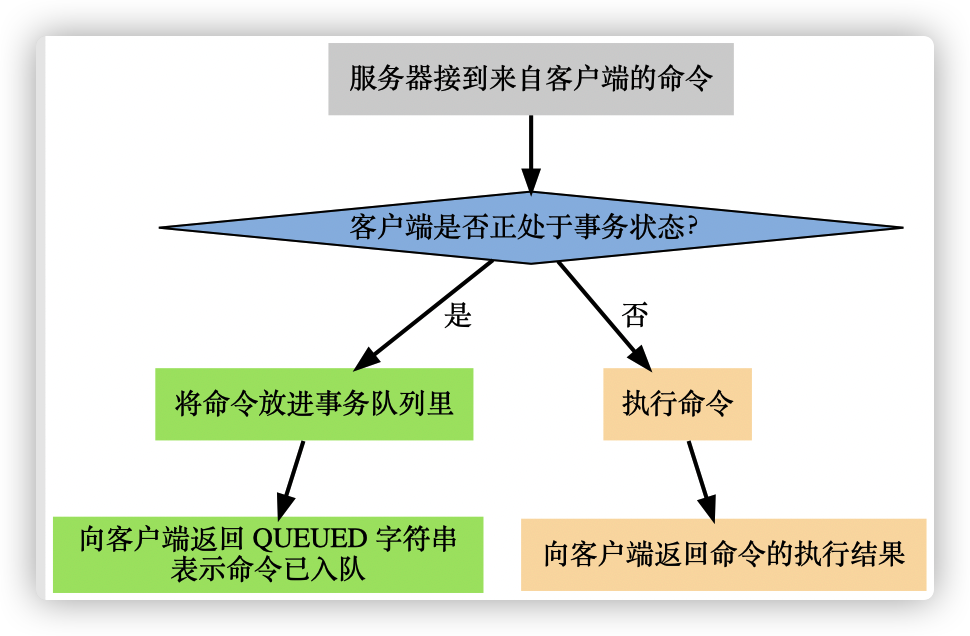 服务器接到来自客户端的命令
客户端是否正处于事务状态?
是
否
将命令放进事务队列里
执行命令
向客户端返回 QUEUED 字符串
表示命令已入队
向客户端返回命令的执行结果